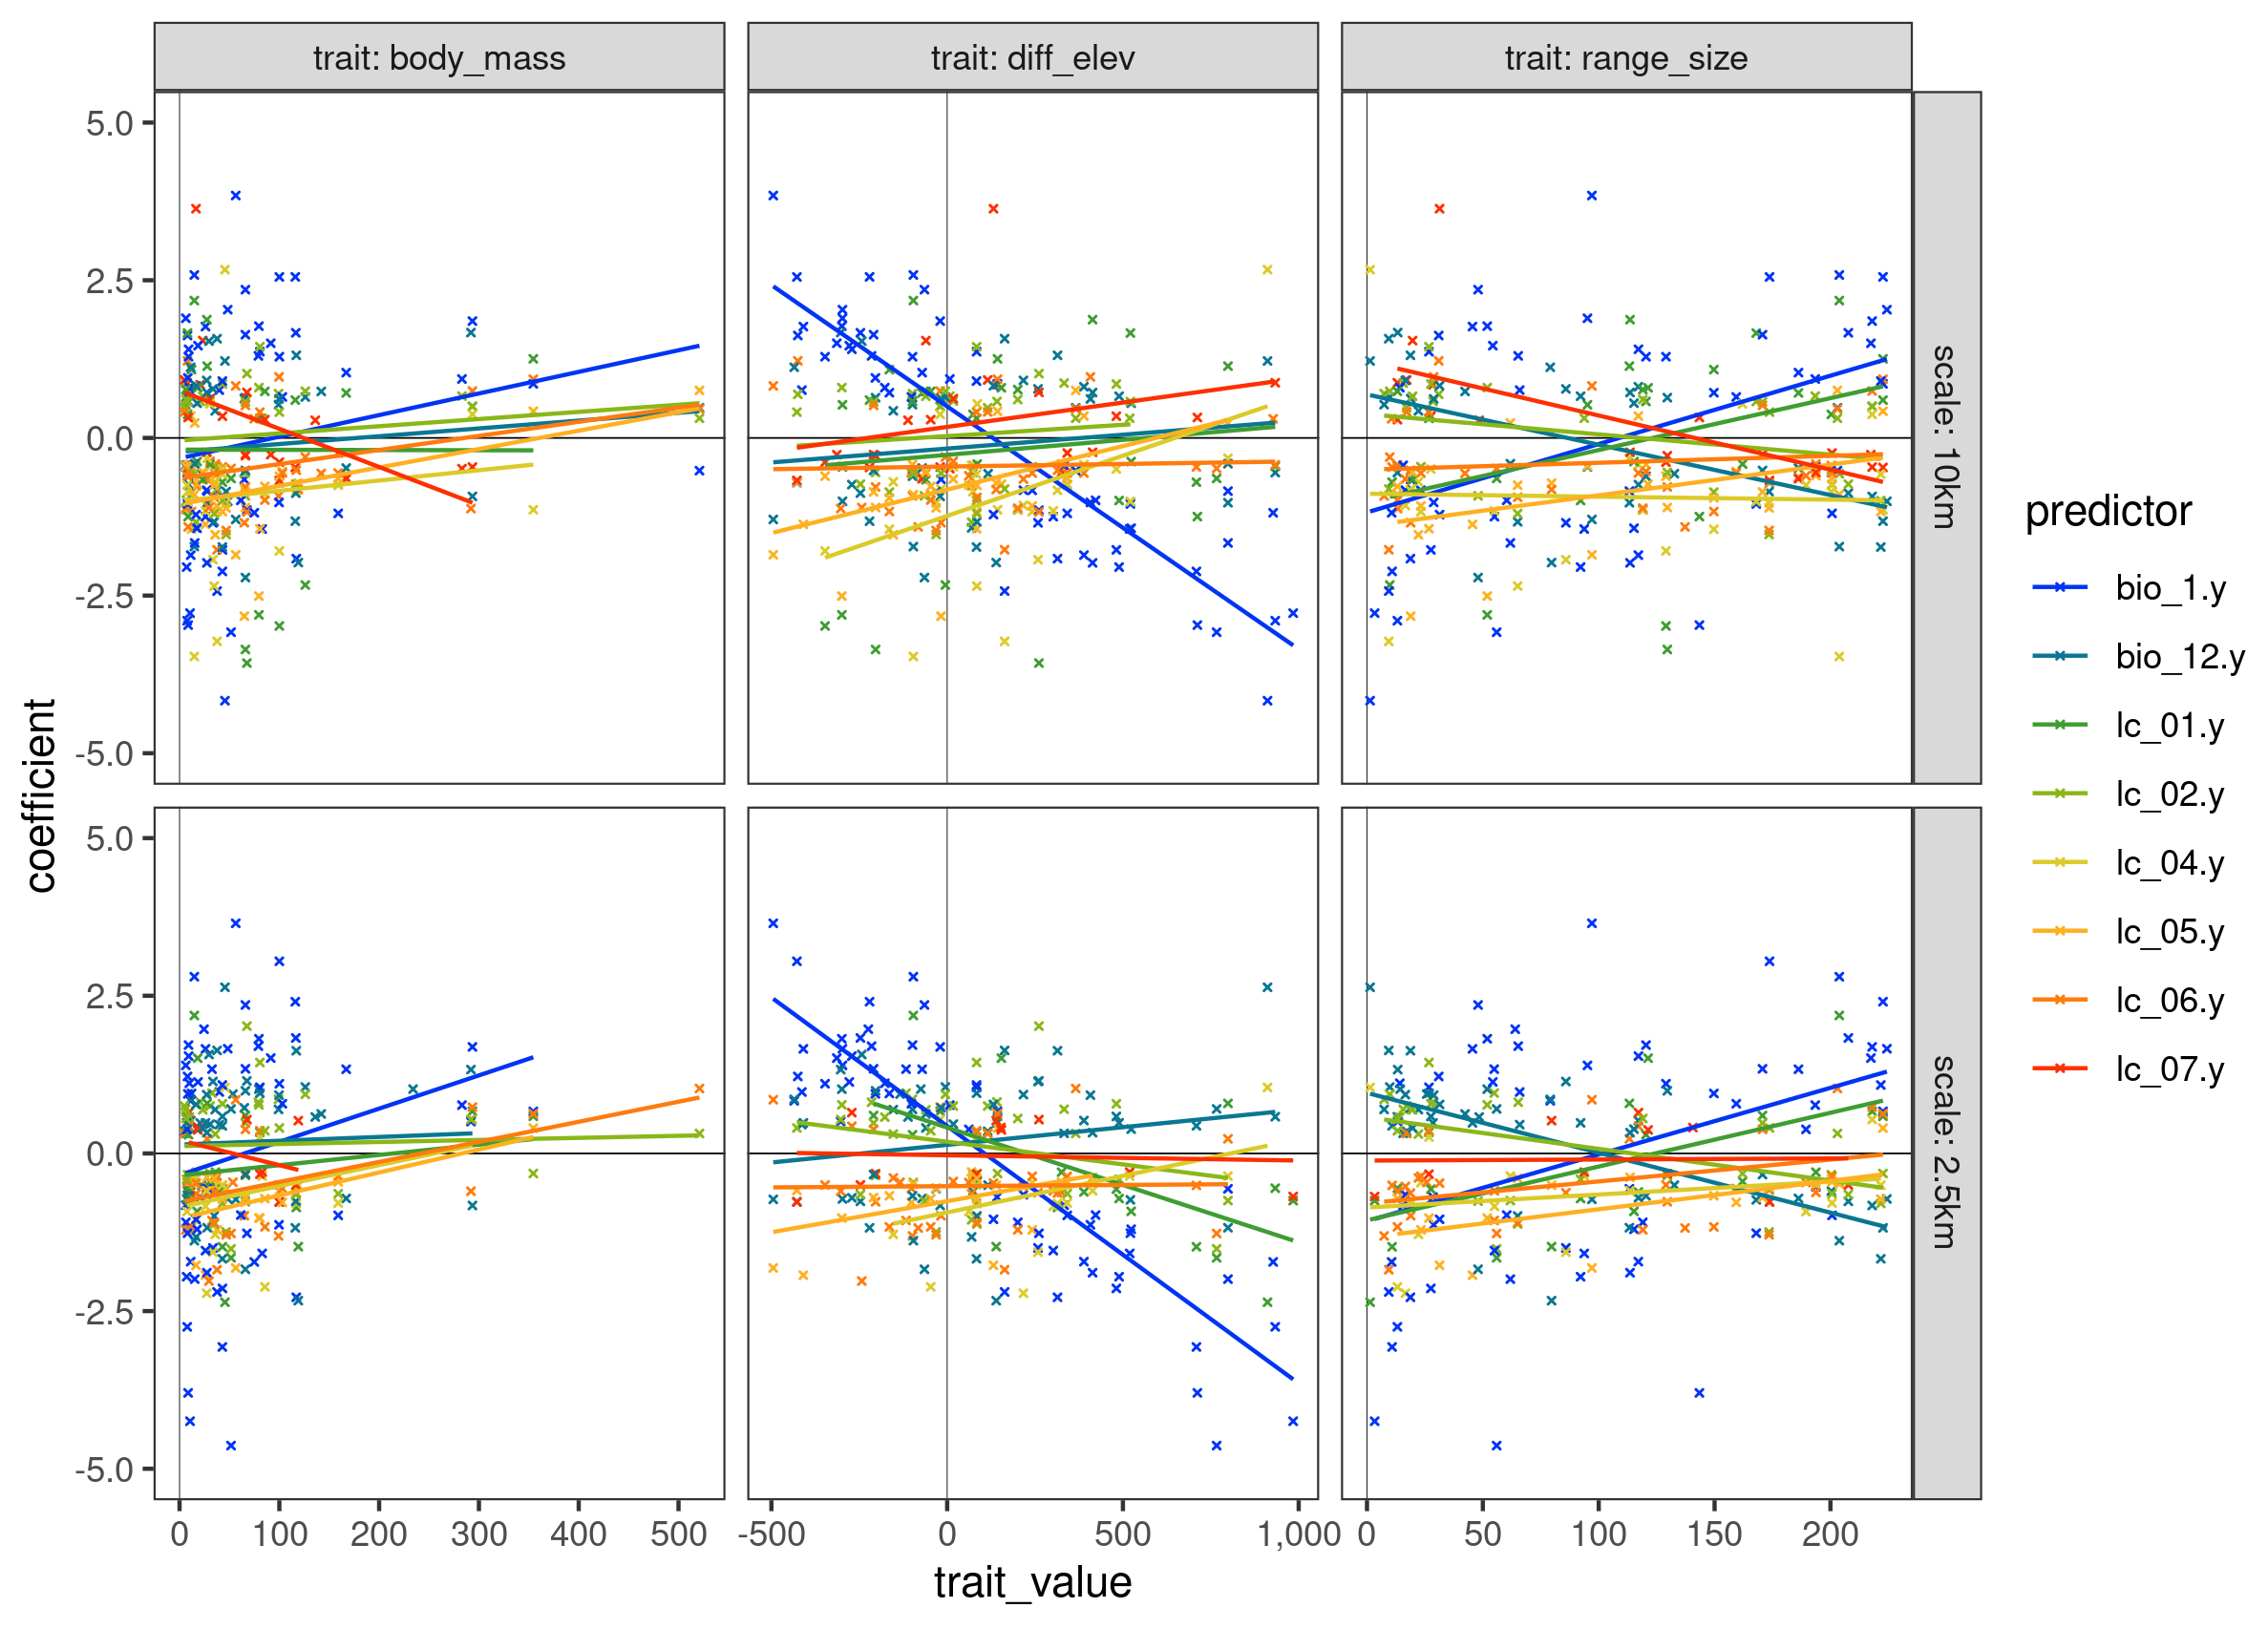 trait: body_mass
trait: diff_elev
trait: range_size
5.0
2.5
0.0
-2.5
-5.0
scale: 10km
5.0
2.5
0.0
-2.5
-5.0
scale: 2.5km
0 100 200 300 400 500
-500 0 500 1,000
0 50 100 150 200
trait_value
coefficient
predictor
bio_1.y
bio_12.y
lc_01.y
lc_02.y
lc_04.y
lc_05.y
lc_06.y
lc_07.y